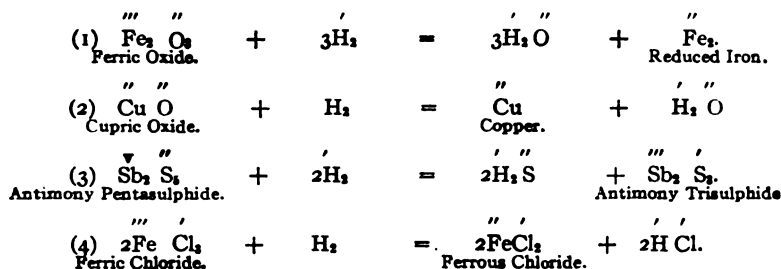 ‴ ″ ′ ′ ″ ″
(1) Fe₂ O₃ + 3H₂ = 3H₂ O + Fe₂.
Ferric Oxide. Reduced Iron.
″ ″ ″ ′ ″
(2) Cu O + H₂ = Cu + H₂ O
Cupric Oxide. Copper.
v ″ ′ ′ ″ ‴ ′
(3) Sb₂ S₅ + 2H₂ = 2H₂ S + Sb₂ S₃.
Antimony Pentasulphide. Antimony Trisulphide
‴ ′ ″ ′ ′ ′
(4) 2Fe Cl₃ + H₂ = 2FeCl₂ + 2H Cl.
Ferric Chloride. Ferrous Chloride.